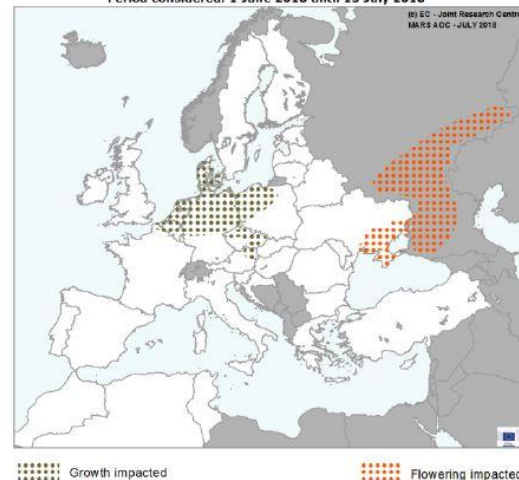 Period considered: 1 June 2018 until 15 July 2018
(c) EC - Joint Research Centre
MARS AOC - JULY 2018
Growth impacted
Flowering impacted